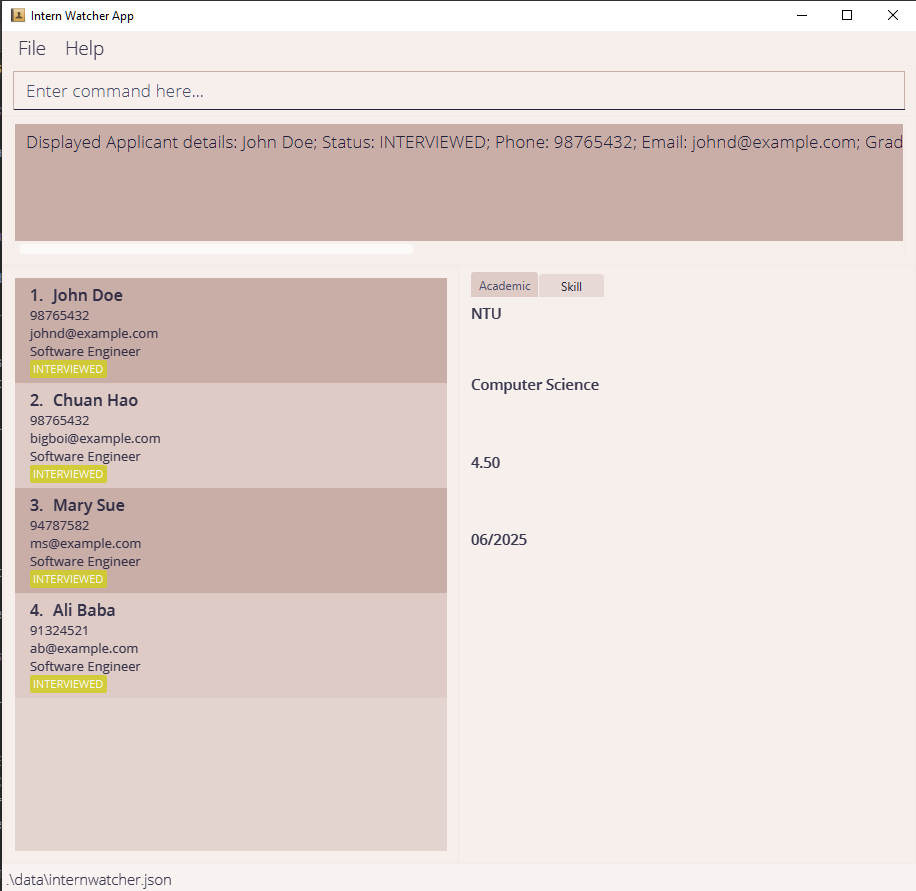 Intern Watcher App
File Help
Enter command here...
Displayed Applicant details: John Doe; Status: INTERVIEWED; Phone: 98765432; Email: johnd@example.com; Grad
1. John Doe
98765432
johnd@example.com
Software Engineer
INTERVIEWED
2. Chuan Hao
98765432
bigboi@example.com
Software Engineer
INTERVIEWED
3. Mary Sue
94787582
ms@example.com
Software Engineer
INTERVIEWED
4. Ali Baba
91324521
ab@example.com
Software Engineer
INTERVIEWED
Academic Skill
NTU
Computer Science
4.50
06/2025
.\data\internwatcher.json